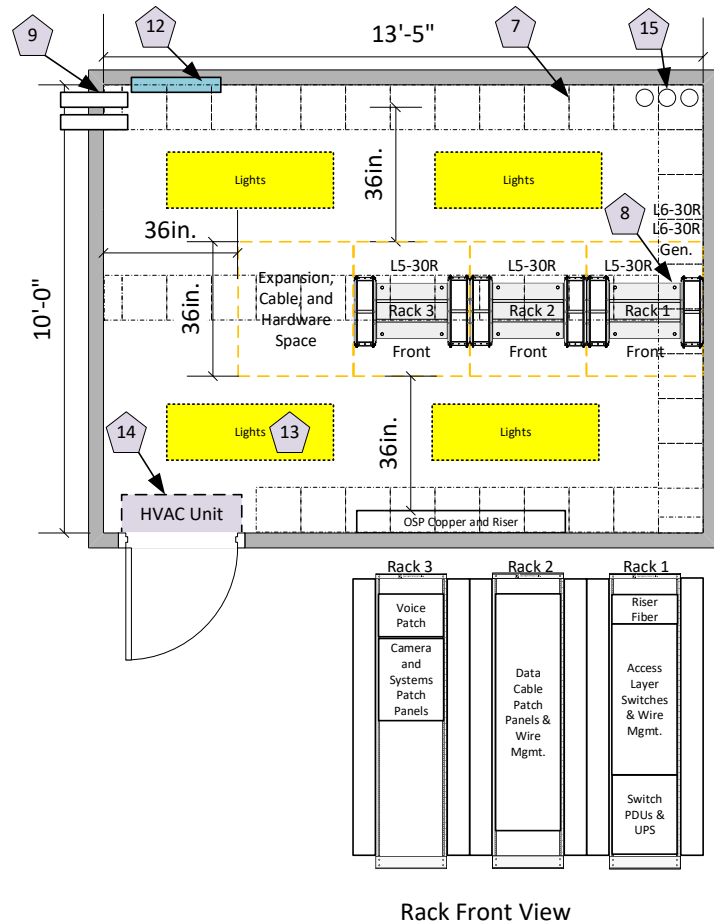 9
12
13'-5"
7
15
Lights
Lights
36in.
8
L6-30R
L6-30R
Gen.
36in.
10'-0"
36in.
Expansion,
Cable, and
Hardware
Space
L5-30R
L5-30R
L5-30R
Rack 3
Rack 2
Rack 1
Front
Front
Front
Lights
13
Lights
36in.
14
HVAC Unit
OSP Copper and Riser
Rack 3
Rack 2
Rack 1
Voice
Patch
Camera
and
Systems
Patch
Panels
Data
Cable
Patch
Panels &
Wire
Mgmt.
Riser
Fiber
Access
Layer
Switches
& Wire
Mgmt.
Switch
PDUs &
UPS
Rack Front View